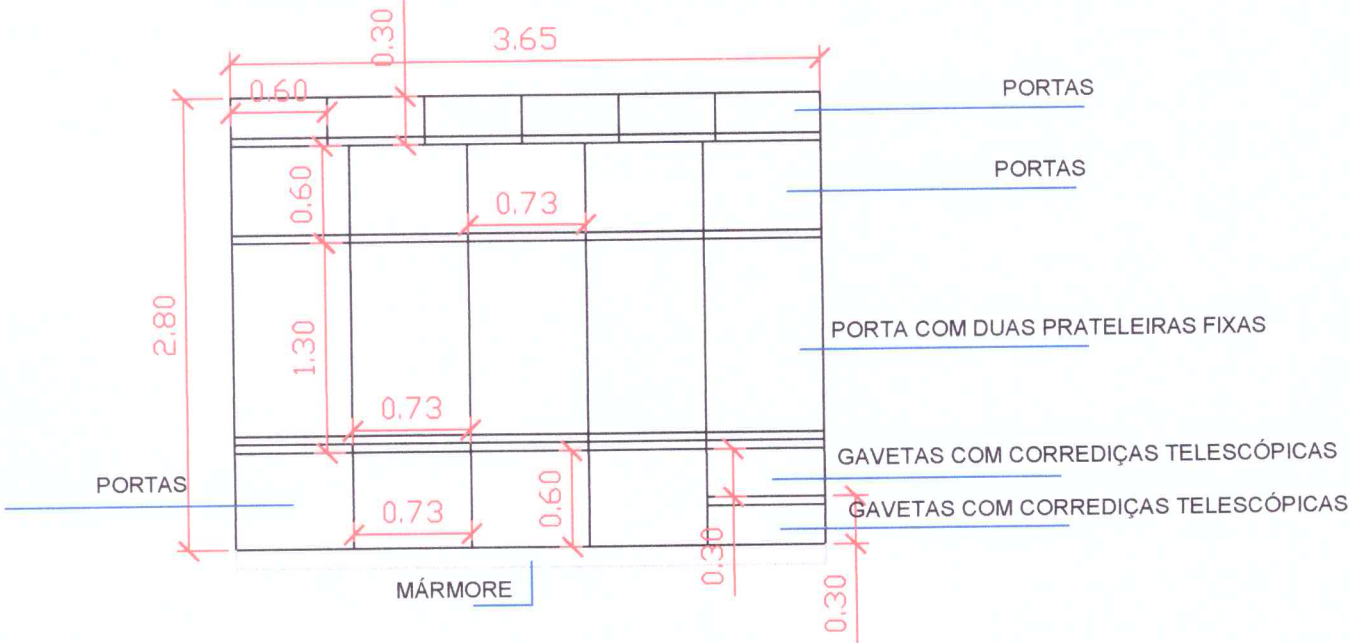 0.30
3.65
0.60
PORTAS
PORTAS
0.60
0.73
2.80
1.30
PORTA COM DUAS PRATELEIRAS FIXAS
0.73
GAVETAS COM CORREDIÇAS TELESCÓPICAS
PORTAS
0.73
0.60
GAVETAS COM CORREDIÇAS TELESCÓPICAS
0.30
0.30
MÁRMORE